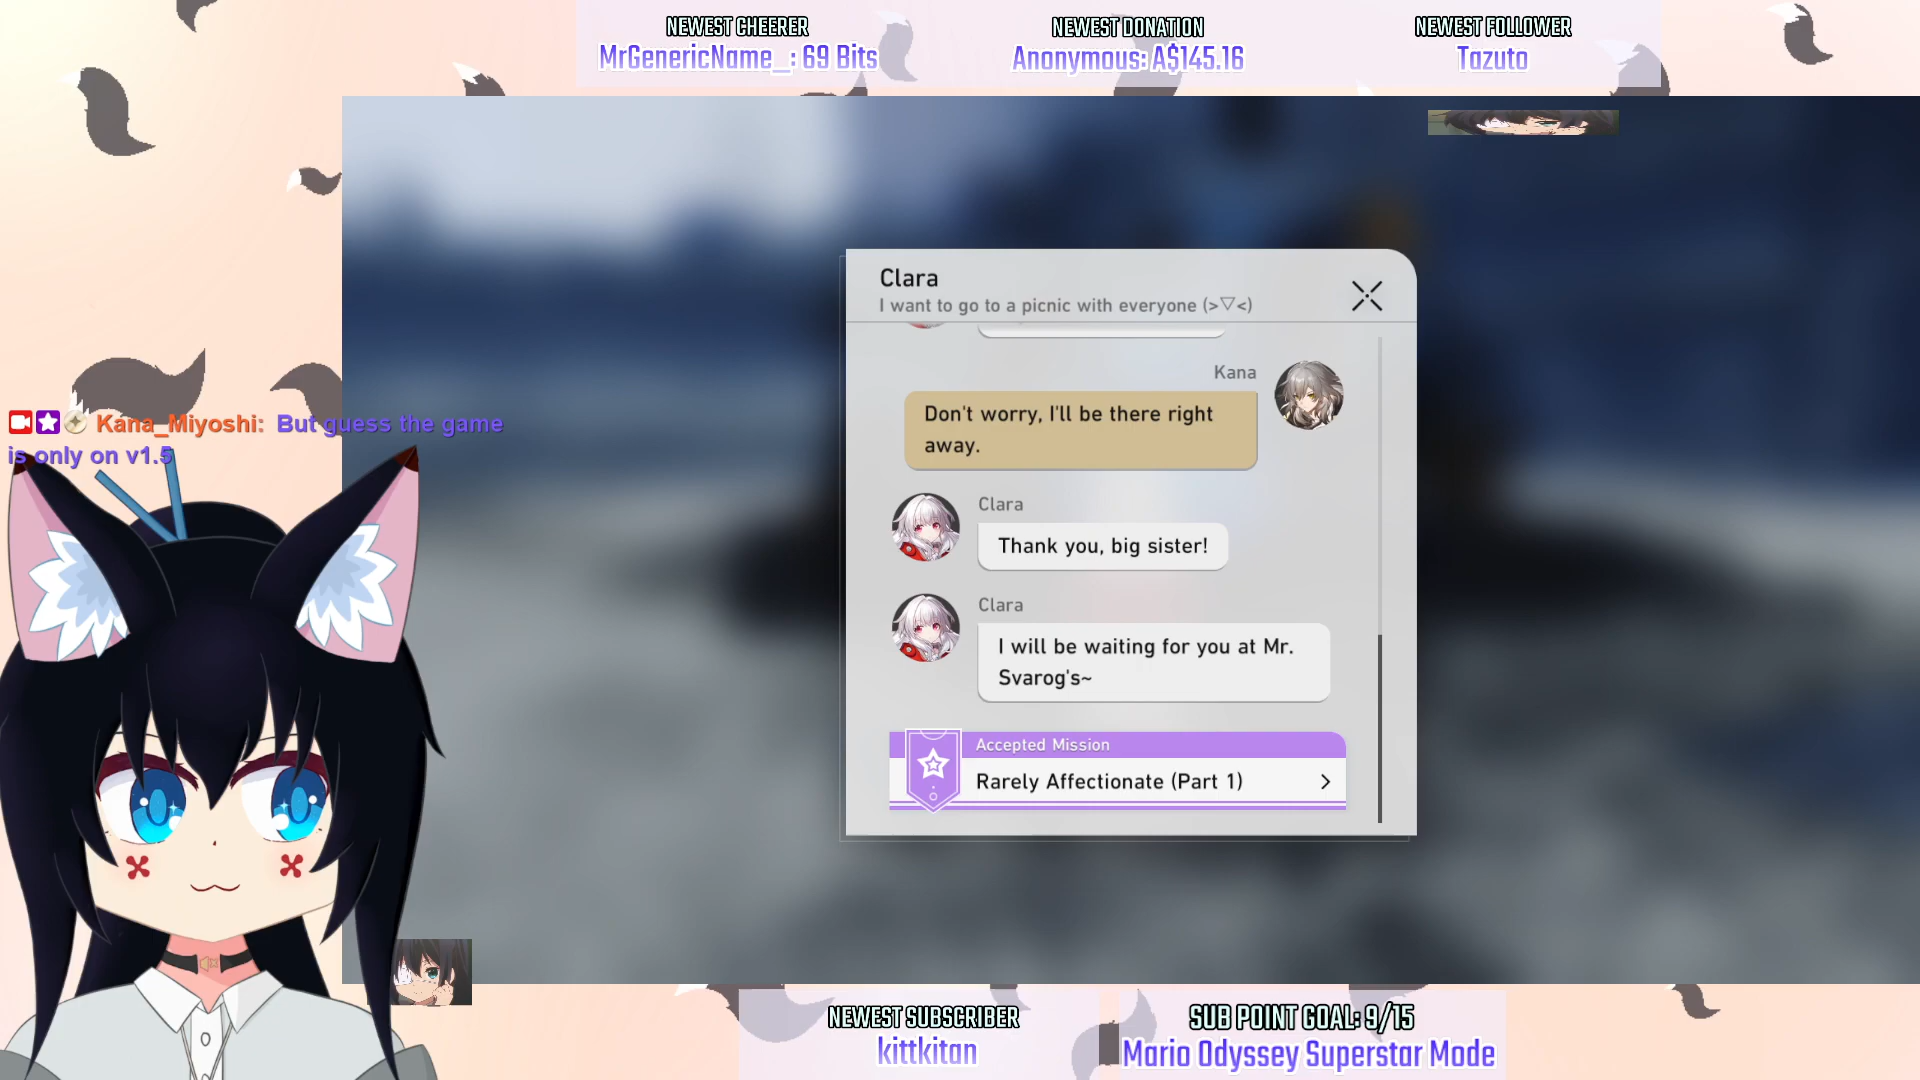 NEWEST CHEERER
MrGenericName_: 69 Bits
NEWEST DONATION
Anonymous: A$145.16
NEWEST FOLLOWER
Tazuto
Clara
I want to go to a picnic with everyone (>▽<)
Kana
Don't worry, I'll be there right
away.
Clara
Thank you, big sister!
Clara
I will be waiting for you at Mr.
Svarog's~
Accepted Mission
Rarely Affectionate (Part 1)
Kana_Miyoshi: But guess the game
is only on v1.5
NEWEST SUBSCRIBER
kittkitan
SUB POINT GOAL: 9/15
Mario Odyssey Superstar Mode